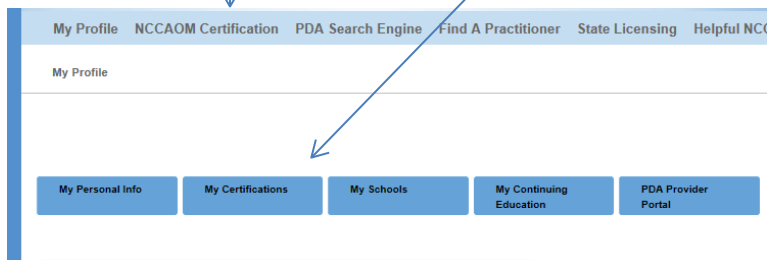 My Profile NCCAOM Certification PDA Search Engine Find A Practitioner State Licensing Helpful
My Profile
My Personal Info My Certifications My Schools My Continuing Education PDA Provider Portal